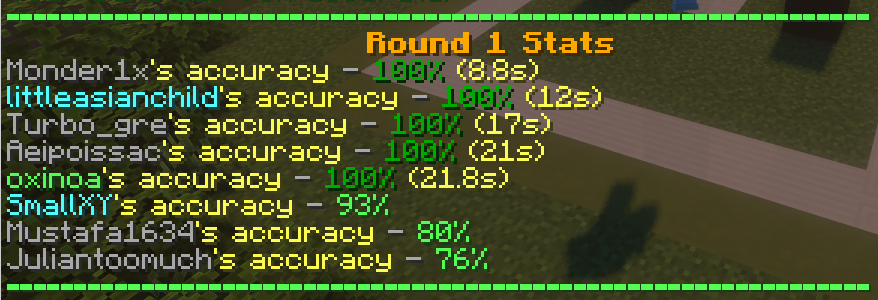 Round 1 Stats
Monder1x's accuracy - 100% (8.8s)
littleasianchild's accuracy - 100% (12s)
Turbo_gre's accuracy - 100% (17s)
Aeipoissac's accuracy - 100% (21s)
oxinoa's accuracy - 100% (21.8s)
SmallXY's accuracy - 93%
Mustafa1634's accuracy - 80%
Juliantoomuch's accuracy - 76%